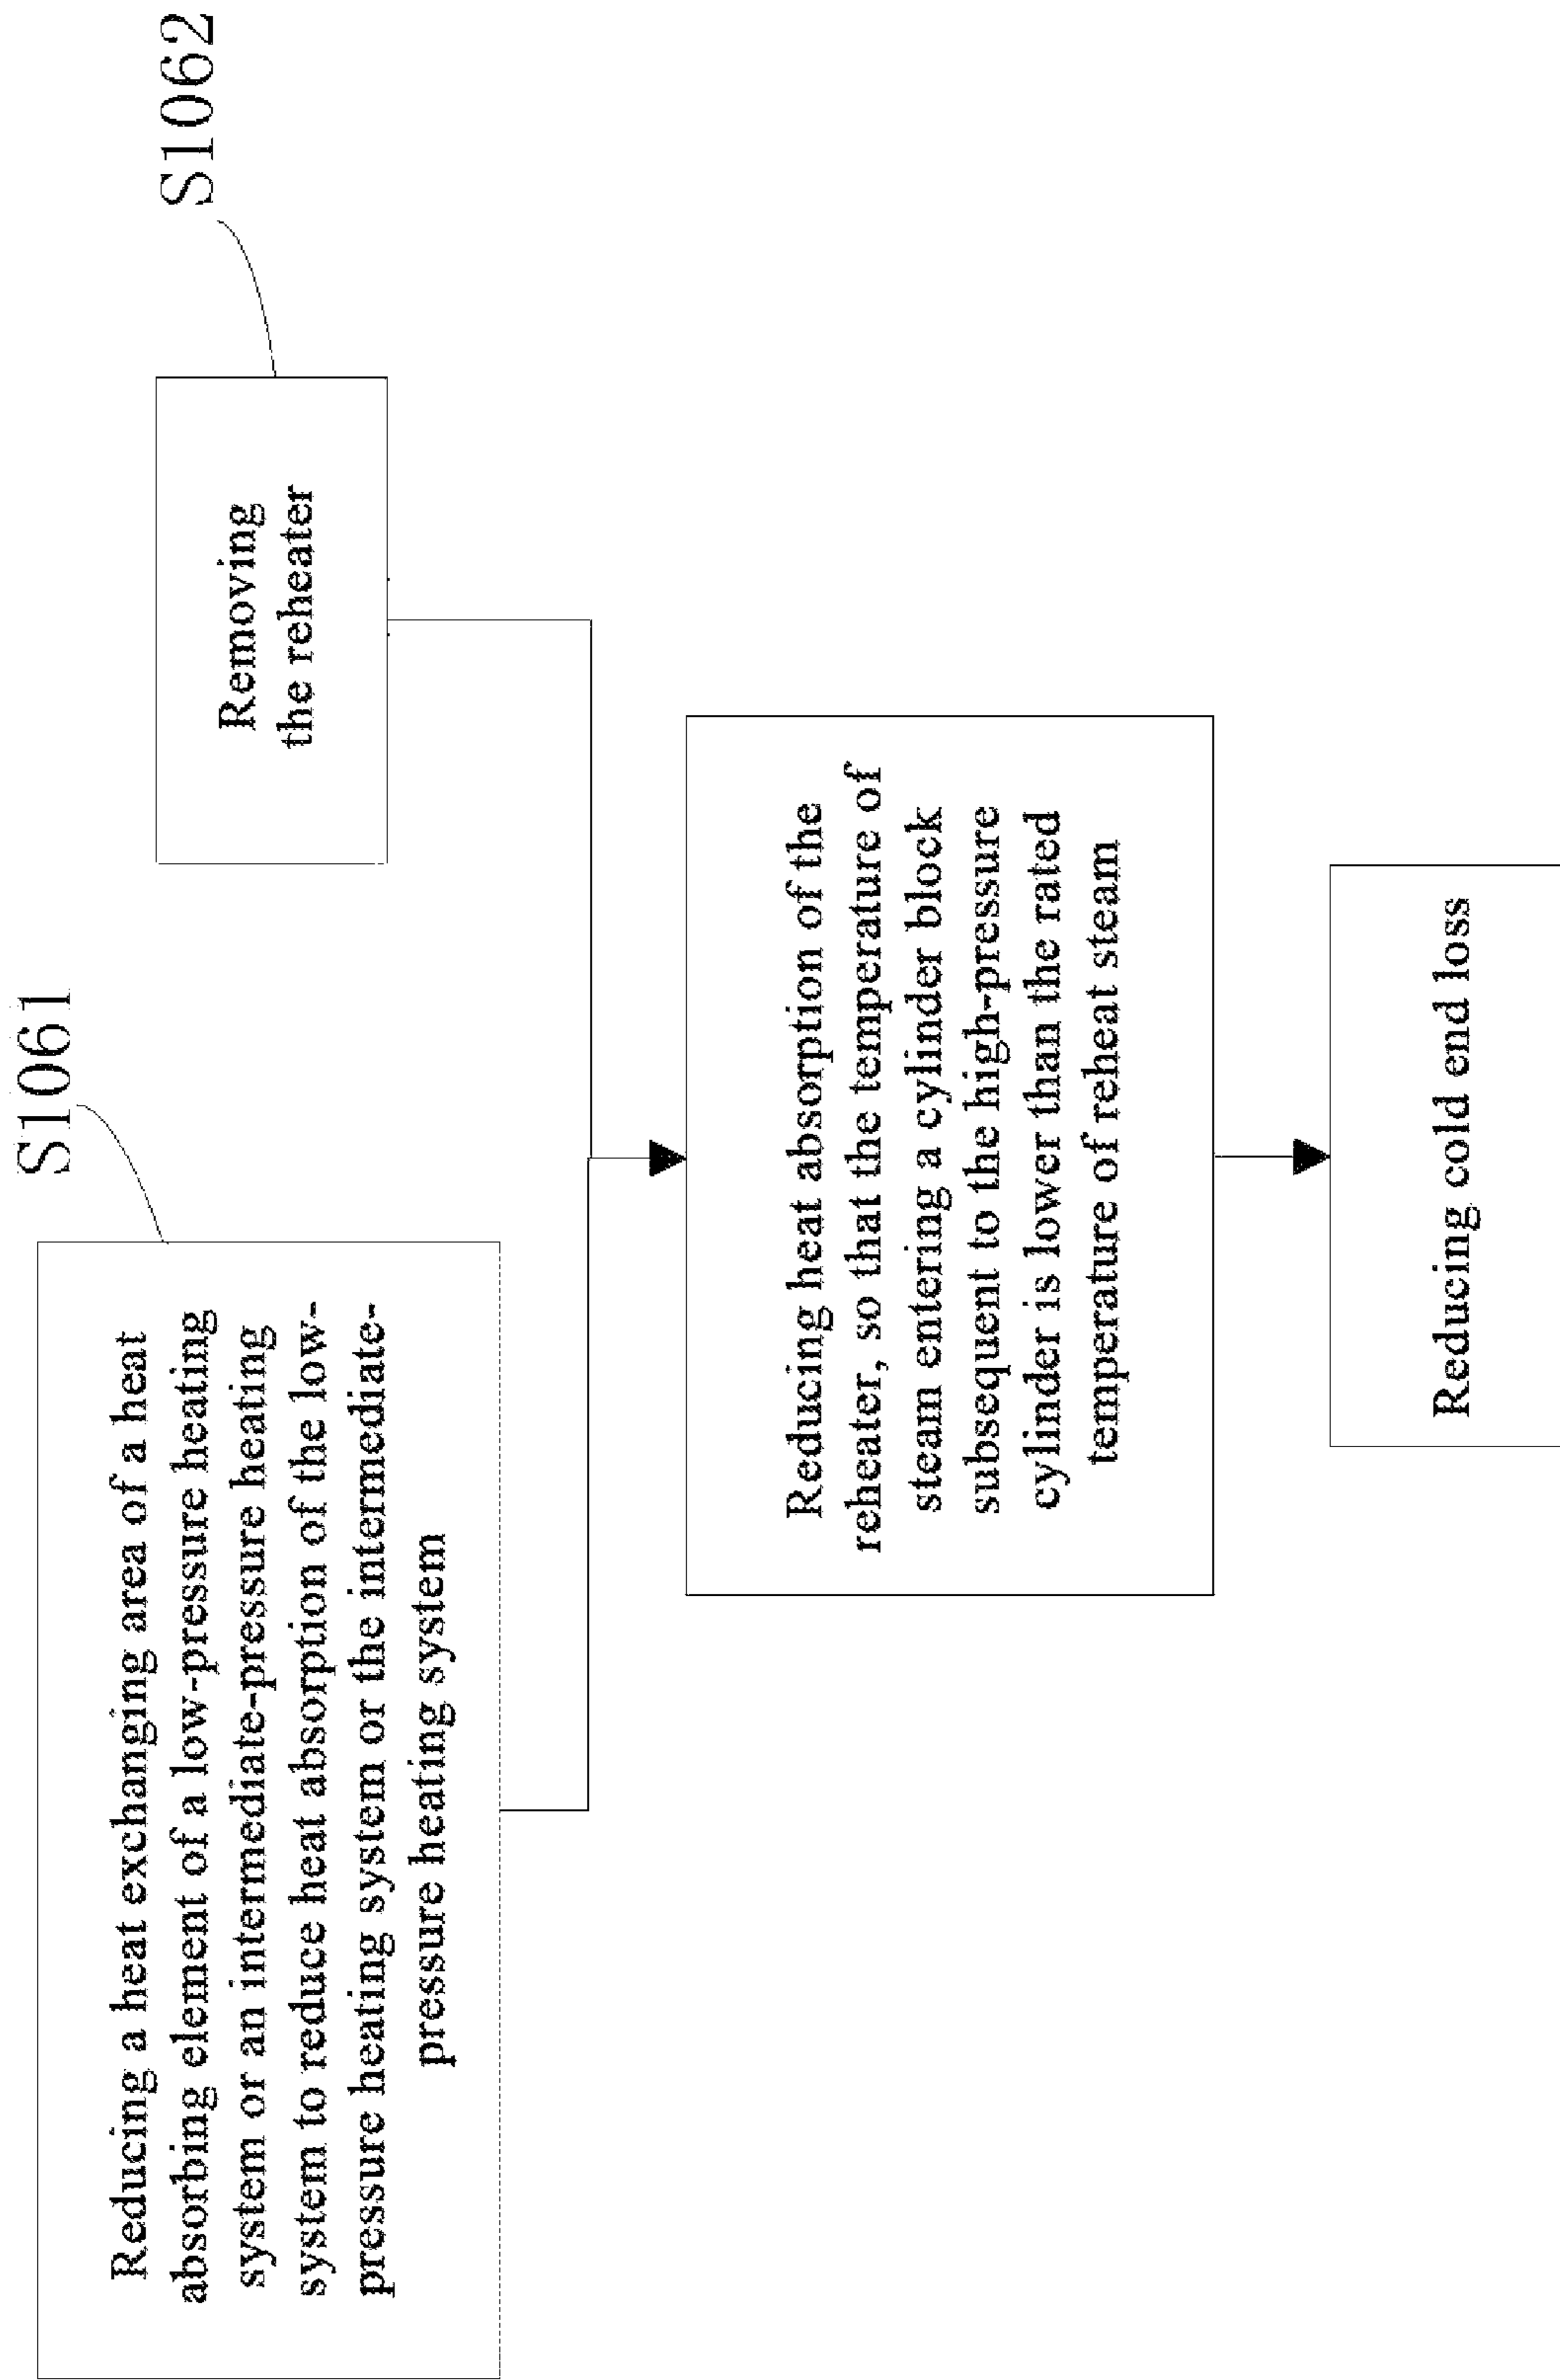 S1061
Reducing a heat exchanging area of a heat
absorbing element of a low-pressure heating
system or an intermediate-pressure heating
system to reduce heat absorption of the low-
pressure heating system or the intermediate-
pressure heating system
S1062
Removing
the reheater
Reducing heat absorption of the
reheater, so that the temperature of
steam entering a cylinder block
subsequent to the high-pressure
cylinder is lower than the rated
temperature of reheat steam
Reducing cold end loss